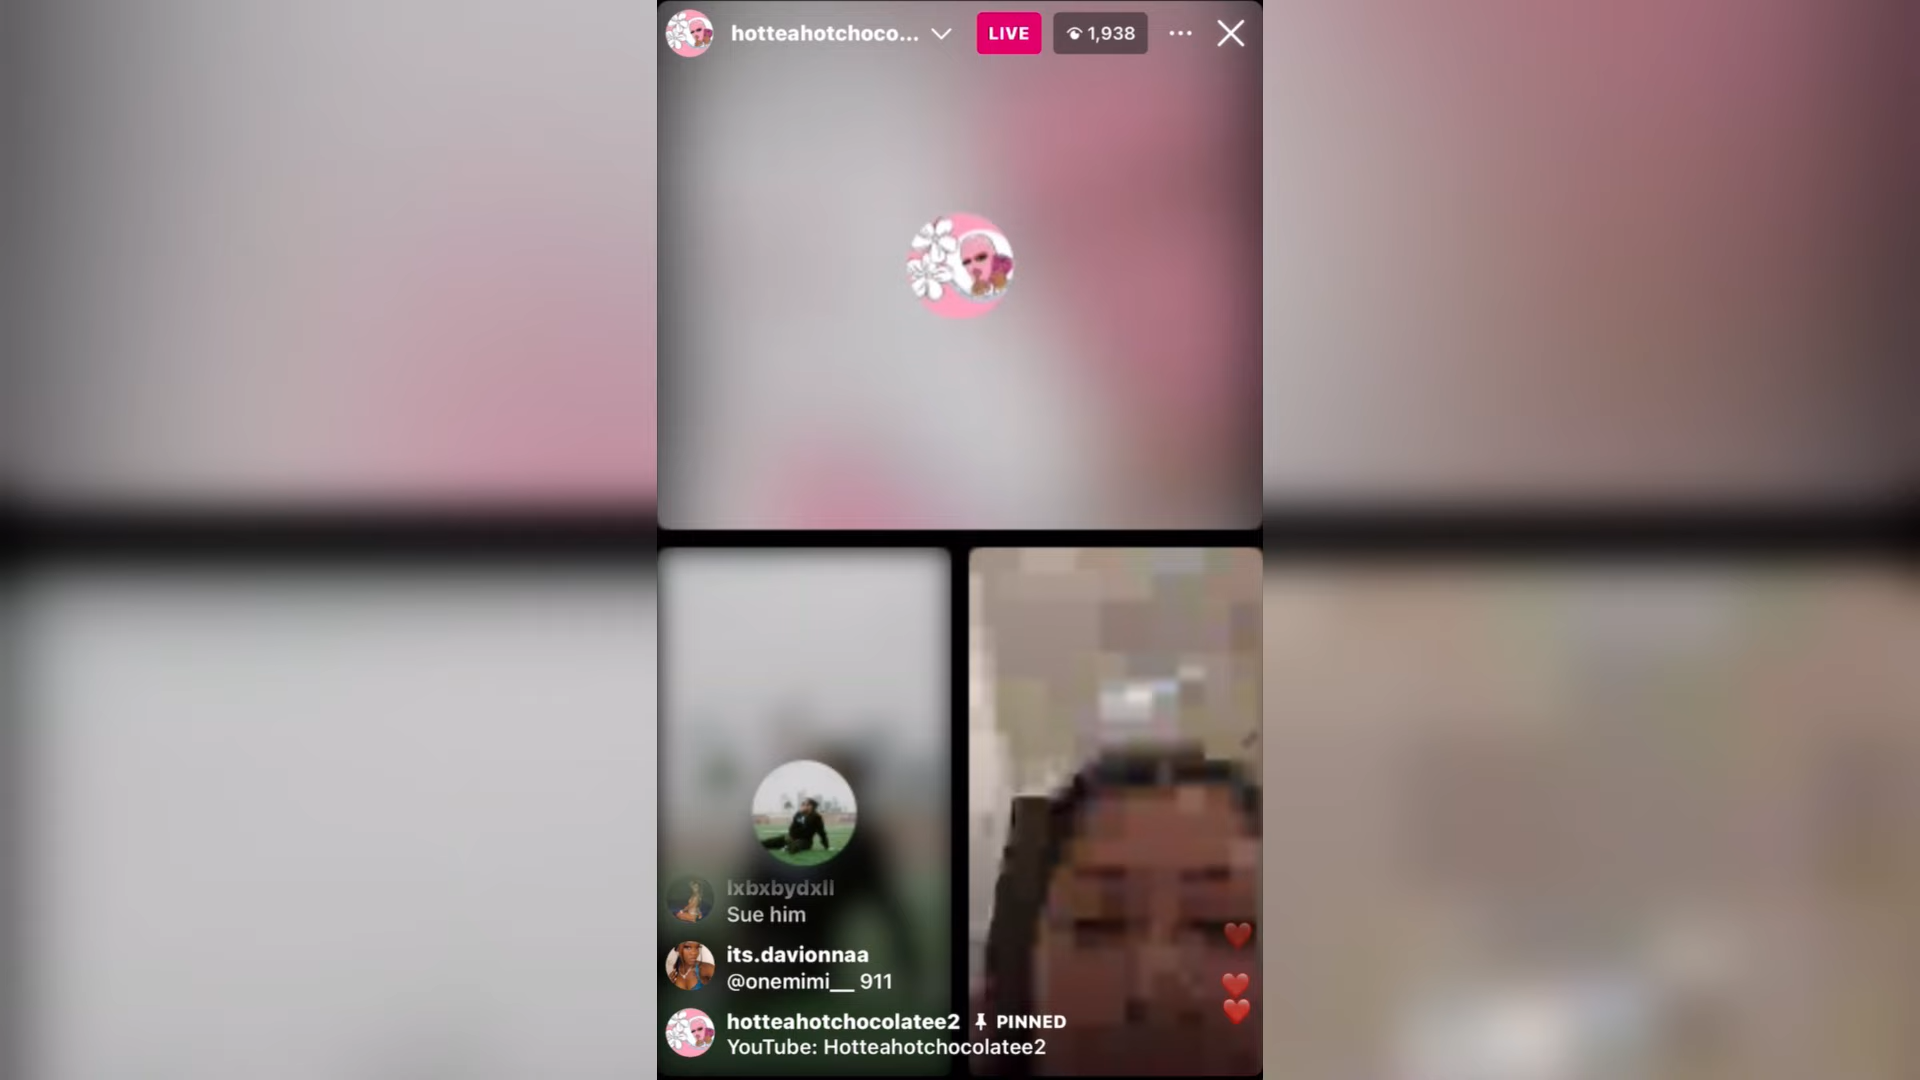 hotteahotchoco...
LIVE
1,938
lxbxbydxll
Sue him
its.davionnaa
@onemimi__ 911
hotteahotchocolatee2 PINNED
YouTube: Hotteahotchocolatee2